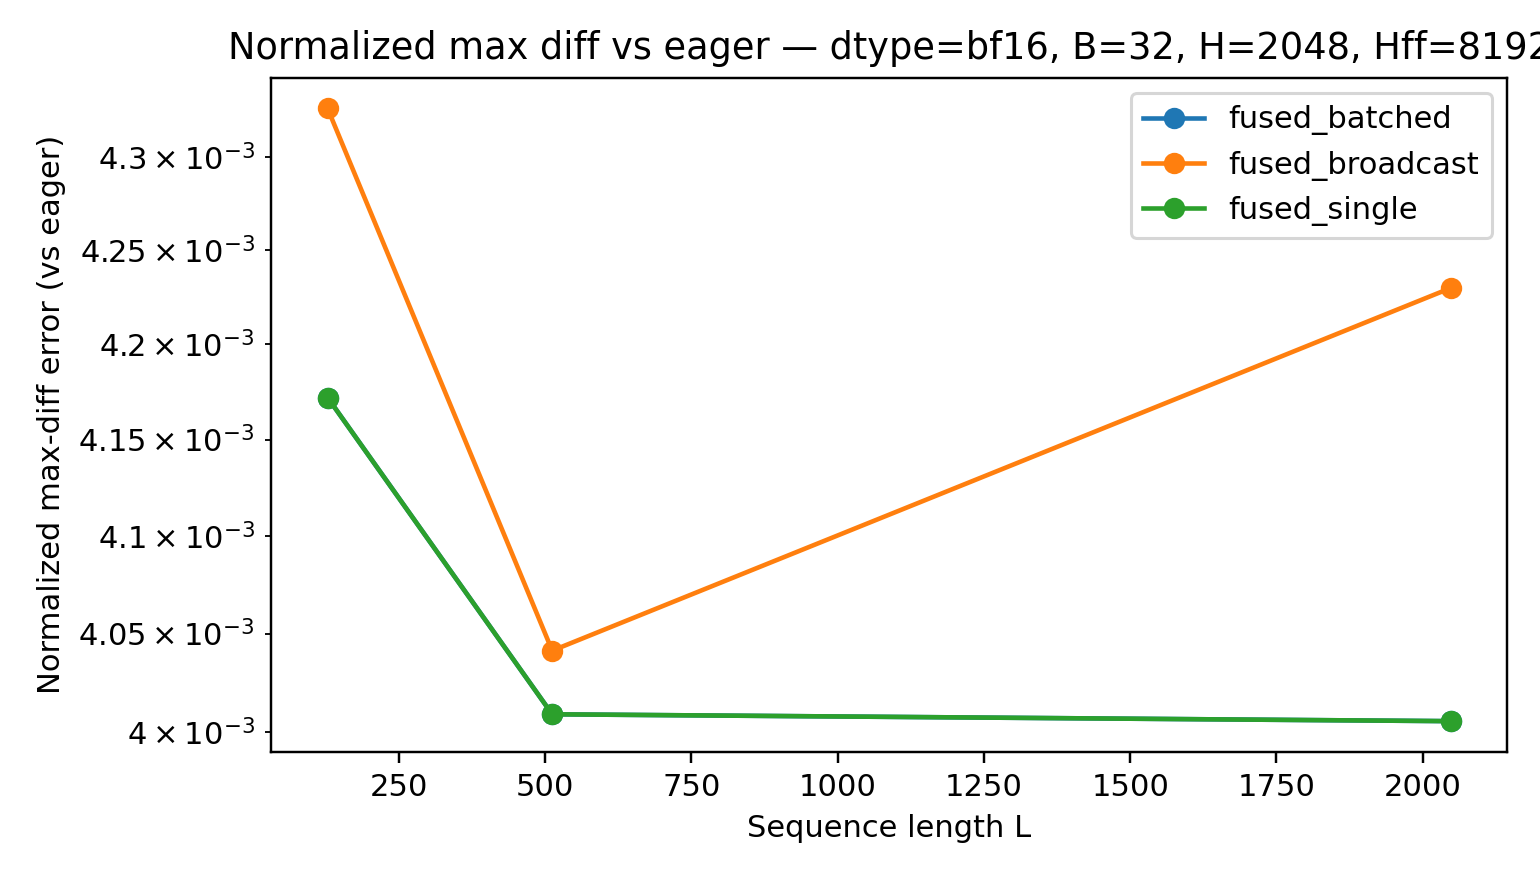 Normalized max diff vs eager — dtype=bf16, B=32, H=2048, Hff=8192
Normalized max-diff error (vs eager)
4.3 × 10⁻³
4.25 × 10⁻³
4.2 × 10⁻³
4.15 × 10⁻³
4.1 × 10⁻³
4.05 × 10⁻³
4 × 10⁻³
fused_batched
fused_broadcast
fused_single
250 500 750 1000 1250 1500 1750 2000
Sequence length L